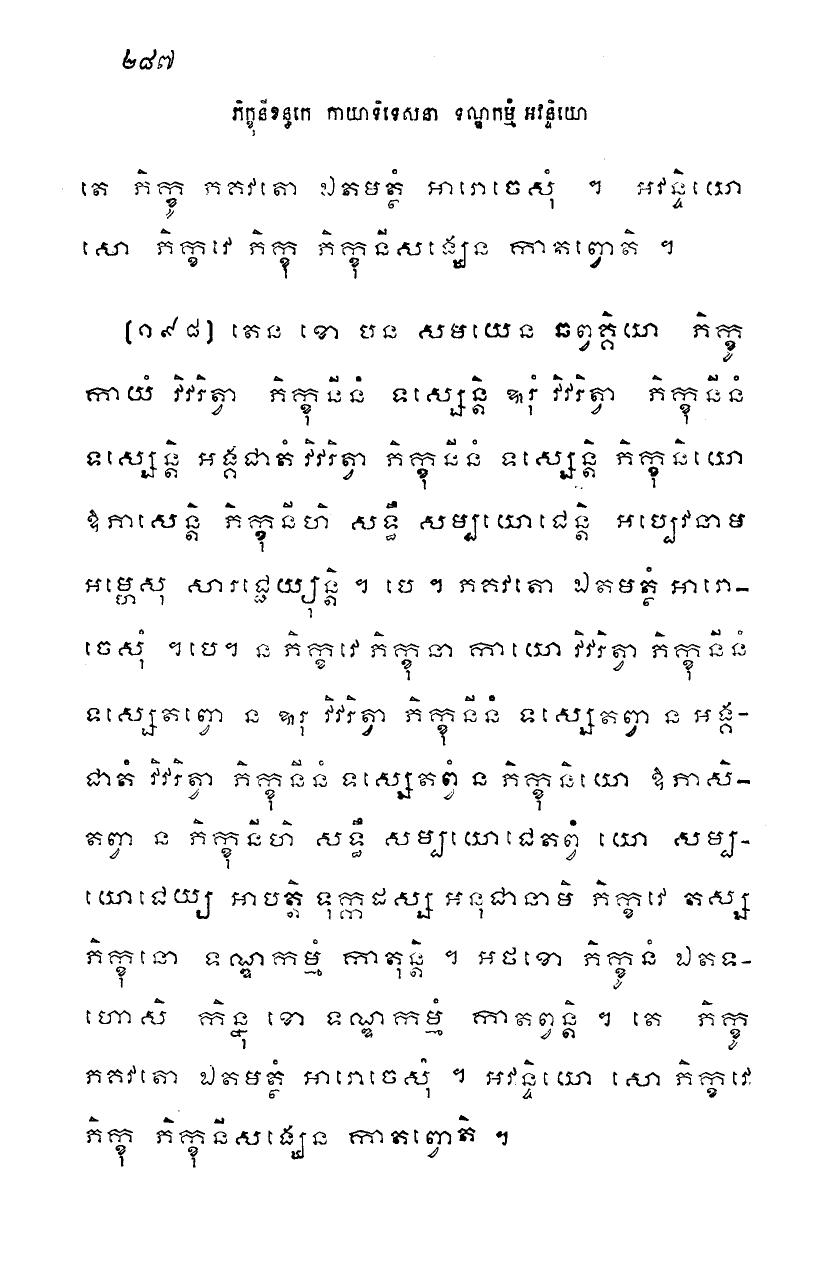 ២៨៧
ភិក្ខុនីខន្ធកេ កាយាទិទេសនា ទណ្ឌកម្មំ អវន្ទិយោ
តេ ភិក្ខូ ភគវតោ ឯតមត្ថំ អារោចេសុំ ។ អវន្ទិយោ
សោ ភិក្ខវេ ភិក្ខុ ភិក្ខុនីសង្ឃេន កាតព្វោតិ ។
(១៩៨) តេន ខោ បន សមយេន ឆព្វគ្គិយា ភិក្ខូ
កាយំ វិវរិត្វា ភិក្ខុនីនំ ទស្សេន្តិ ឩរុំ វិវរិត្វា ភិក្ខុនីនំ
ទស្សេន្តិ អង្គជាតំ វិវរិត្វា ភិក្ខុនីនំ ទស្សេន្តិ ភិក្ខុនិយោ
ឱភាសេន្តិ ភិក្ខុនីហិ សទ្ធឹ សម្បយោជេន្តិ អប្បេវនាម
អម្ហេសុ សារជ្ជេយ្យុន្តិ ។ បេ ។ ភគវតោ ឯតមត្ថំ អារោ-
ចេសុំ ។បេ។ ន ភិក្ខវេ ភិក្ខុនា កាយោ វិវរិត្វា ភិក្ខុនីនំ
ទស្សេតព្វោ ន ឩរុ វិវរិត្វា ភិក្ខុនីនំ ទស្សេតព្វា ន អង្គ-
ជាតំ វិវរិត្វា ភិក្ខុនីនំ ទស្សេតព្វំ ន ភិក្ខុនិយោ ឱភាសិ-
តព្វា ន ភិក្ខុនីហិ សទ្ធឹ សម្បយោជេតព្វំ យោ សម្ប-
យោជេយ្យ អាបត្តិ ទុក្កដស្ស អនុជានាមិ ភិក្ខវេ តស្ស
ភិក្ខុនោ ទណ្ឌកម្មំ កាតុន្តិ ។ អថខោ ភិក្ខូនំ ឯតទ-
ហោសិ កិន្នុ ខោ ទណ្ឌកម្មំ កាតព្វន្តិ ។ តេ ភិក្ខូ
ភគវតោ ឯតមត្ថំ អារោចេសុំ ។ អវន្ទិយោ សោ ភិក្ខវេ
ភិក្ខុ ភិក្ខុនីសង្ឃេន កាតព្វោតិ ។